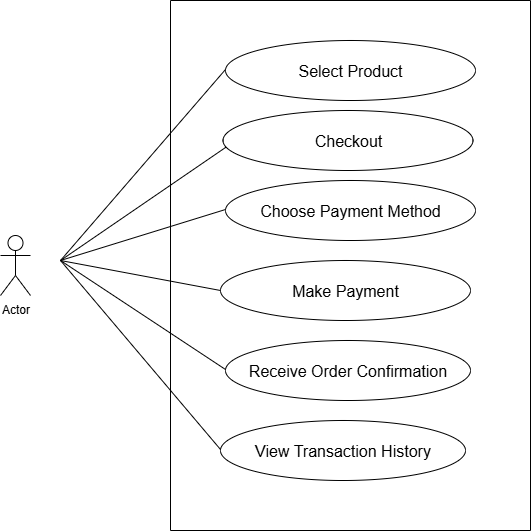 Select Product
Checkout
Choose Payment Method
Make Payment
Actor
Receive Order Confirmation
View Transaction History